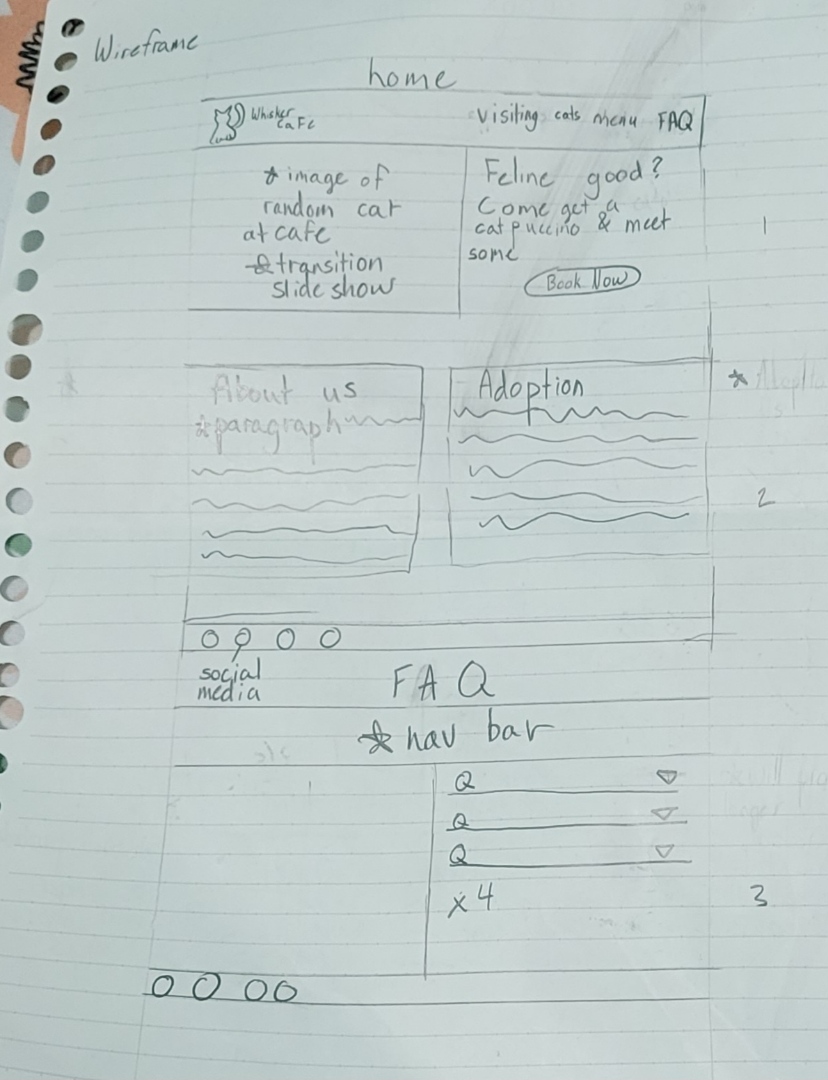 Wireframe
home
Whisker
CaFe
Visiting cats menu FAQ
* image of
random cat
at cafe
* transition
slide show
Feline good?
Come get a
catpuccino & meet
some
Book Now
1
About us
* paragraph
Adoption
*
2
social
media
FAQ
* nav bar
Q
Q
Q
x 4
3